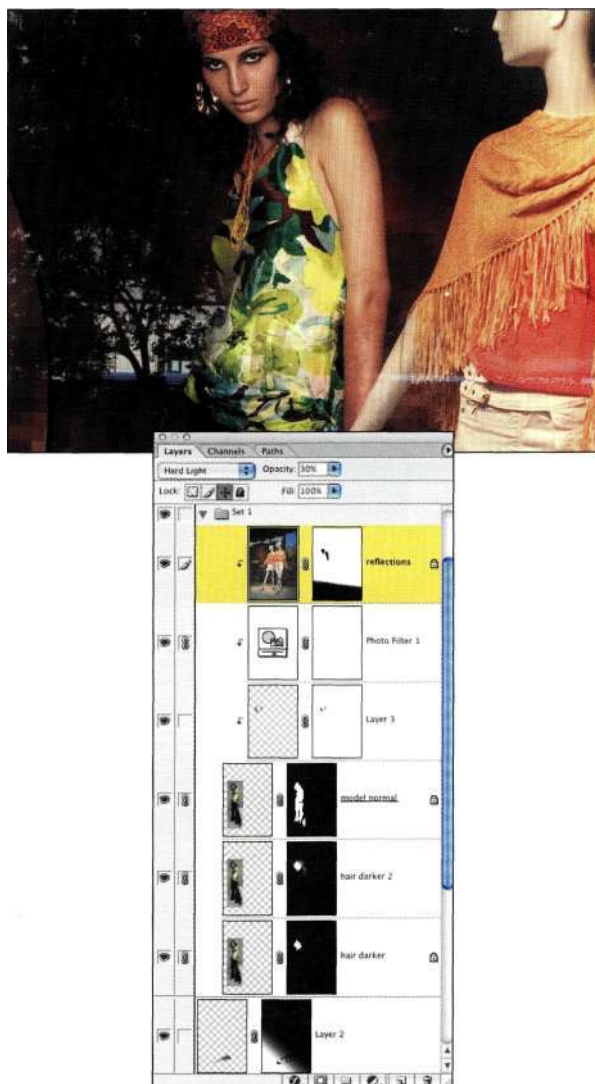 Layers Channels Paths
Hard Light Opacity: 30%
Lock: Fill: 100%
Set 1
reflections
Photo Filter 1
Layer 3
model normal
hair darker 2
hair darker
Layer 2